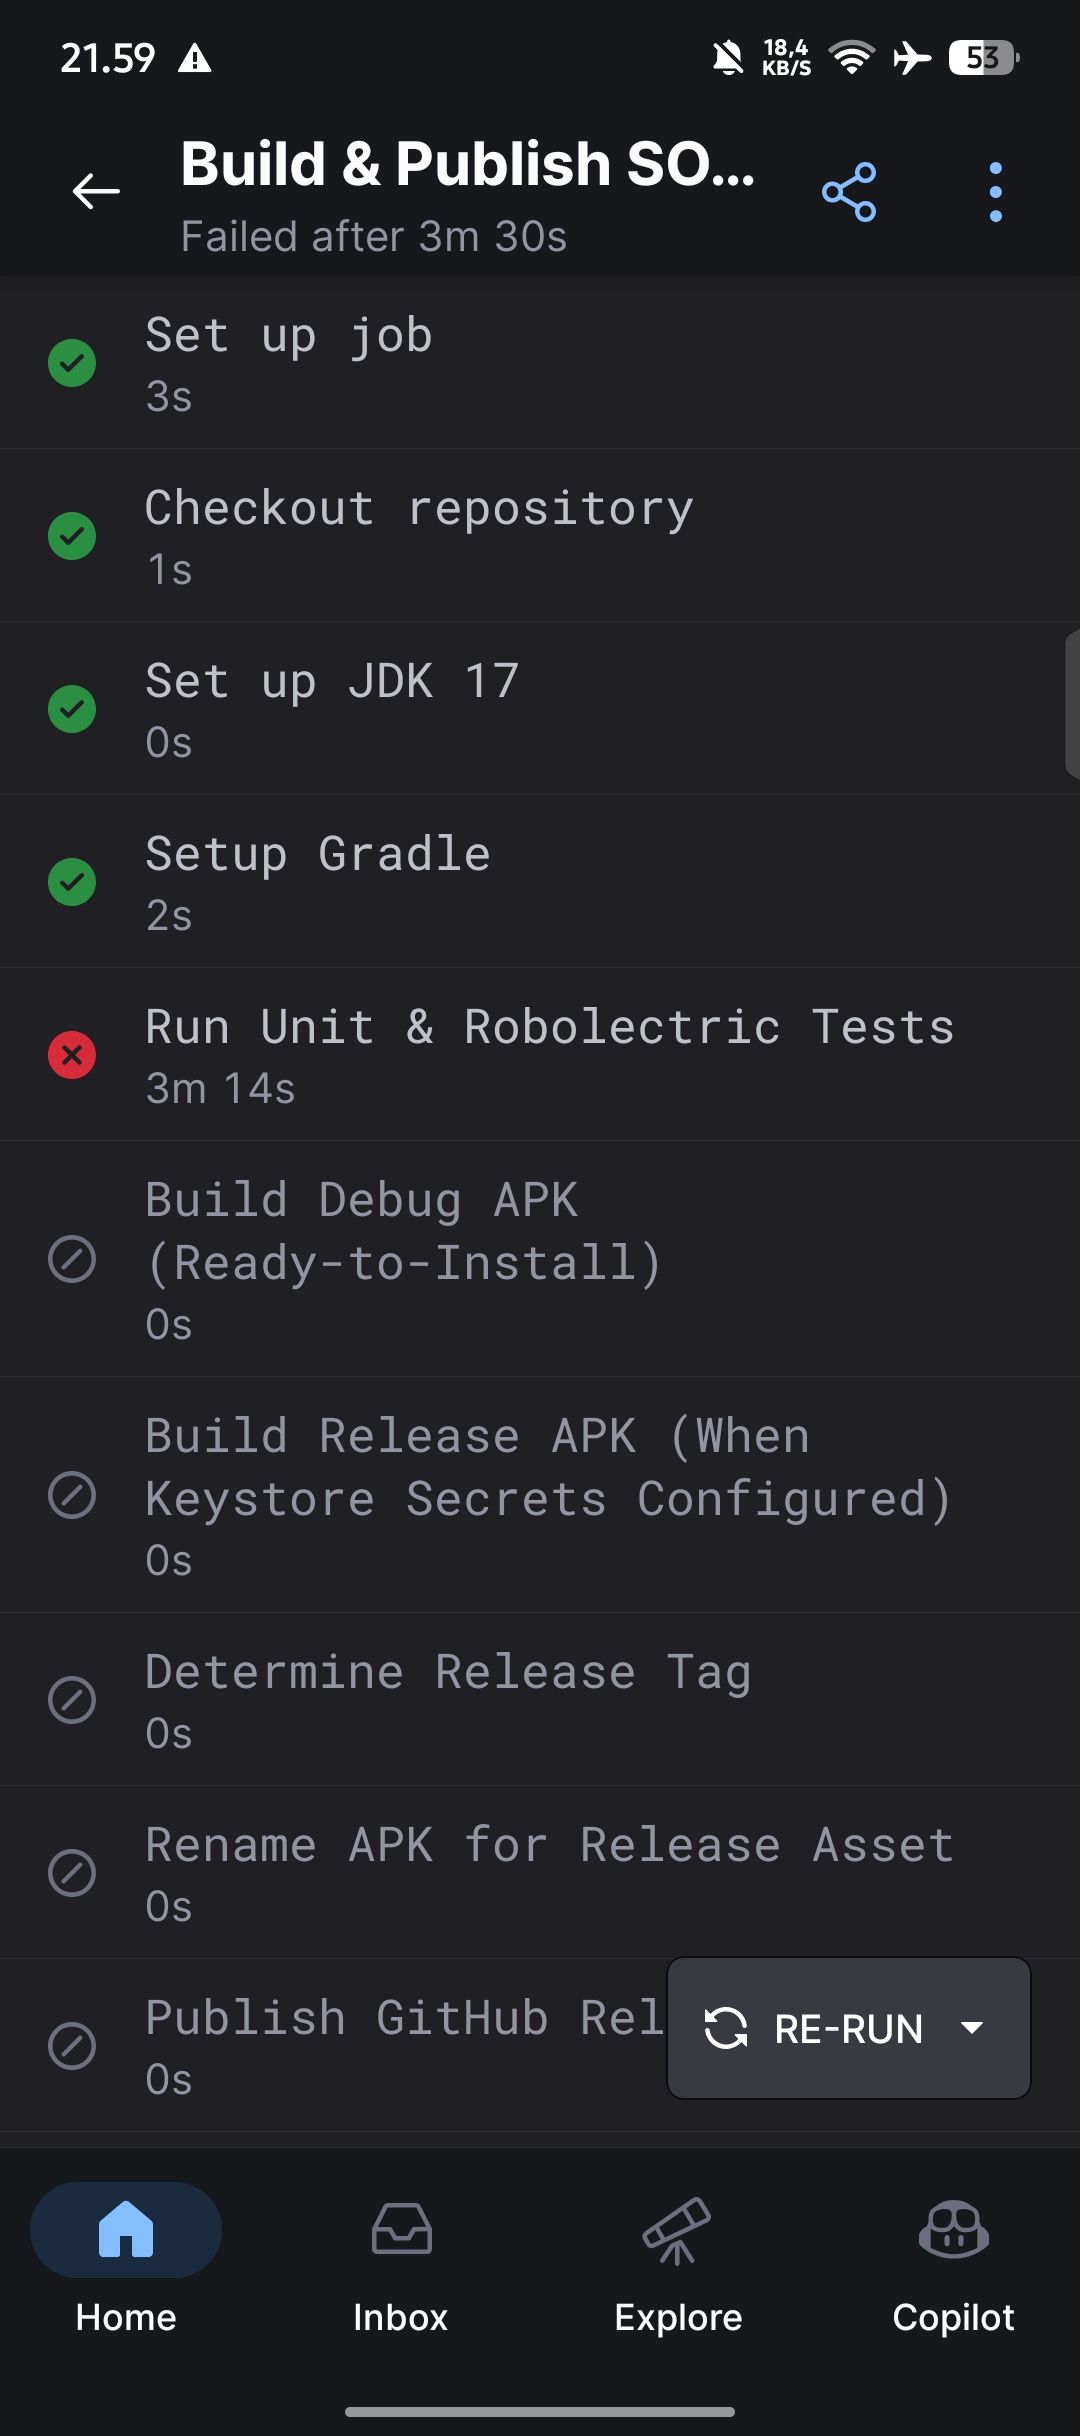 21.59
18,4
KB/S
53
Build & Publish SO...
Failed after 3m 30s
Set up job
3s
Checkout repository
1s
Set up JDK 17
0s
Setup Gradle
2s
Run Unit & Robolectric Tests
3m 14s
Build Debug APK
(Ready-to-Install)
0s
Build Release APK (When
Keystore Secrets Configured)
0s
Determine Release Tag
0s
Rename APK for Release Asset
0s
Publish GitHub Rel
0s
RE-RUN
Home
Inbox
Explore
Copilot